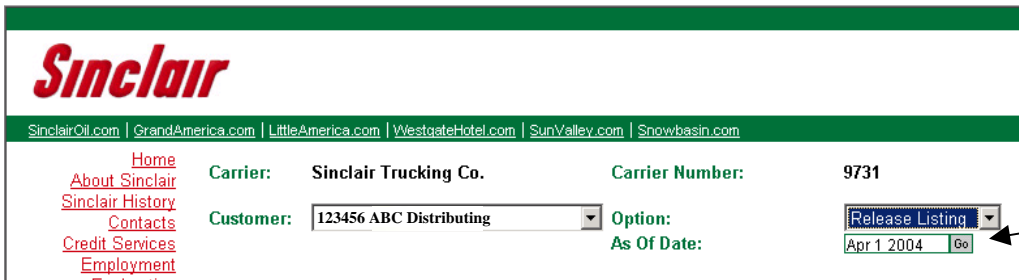 Sinclair
SinclairOil.com | GrandAmerica.com | LittleAmerica.com | WestgateHotel.com | SunValley.com | Snowbasin.com
Home
About Sinclair
Sinclair History
Contacts
Credit Services
Employment
Carrier: Sinclair Trucking Co. Carrier Number: 9731
Customer: 123456 ABC Distributing Option: Release Listing
As Of Date: Apr 1 2004 Go